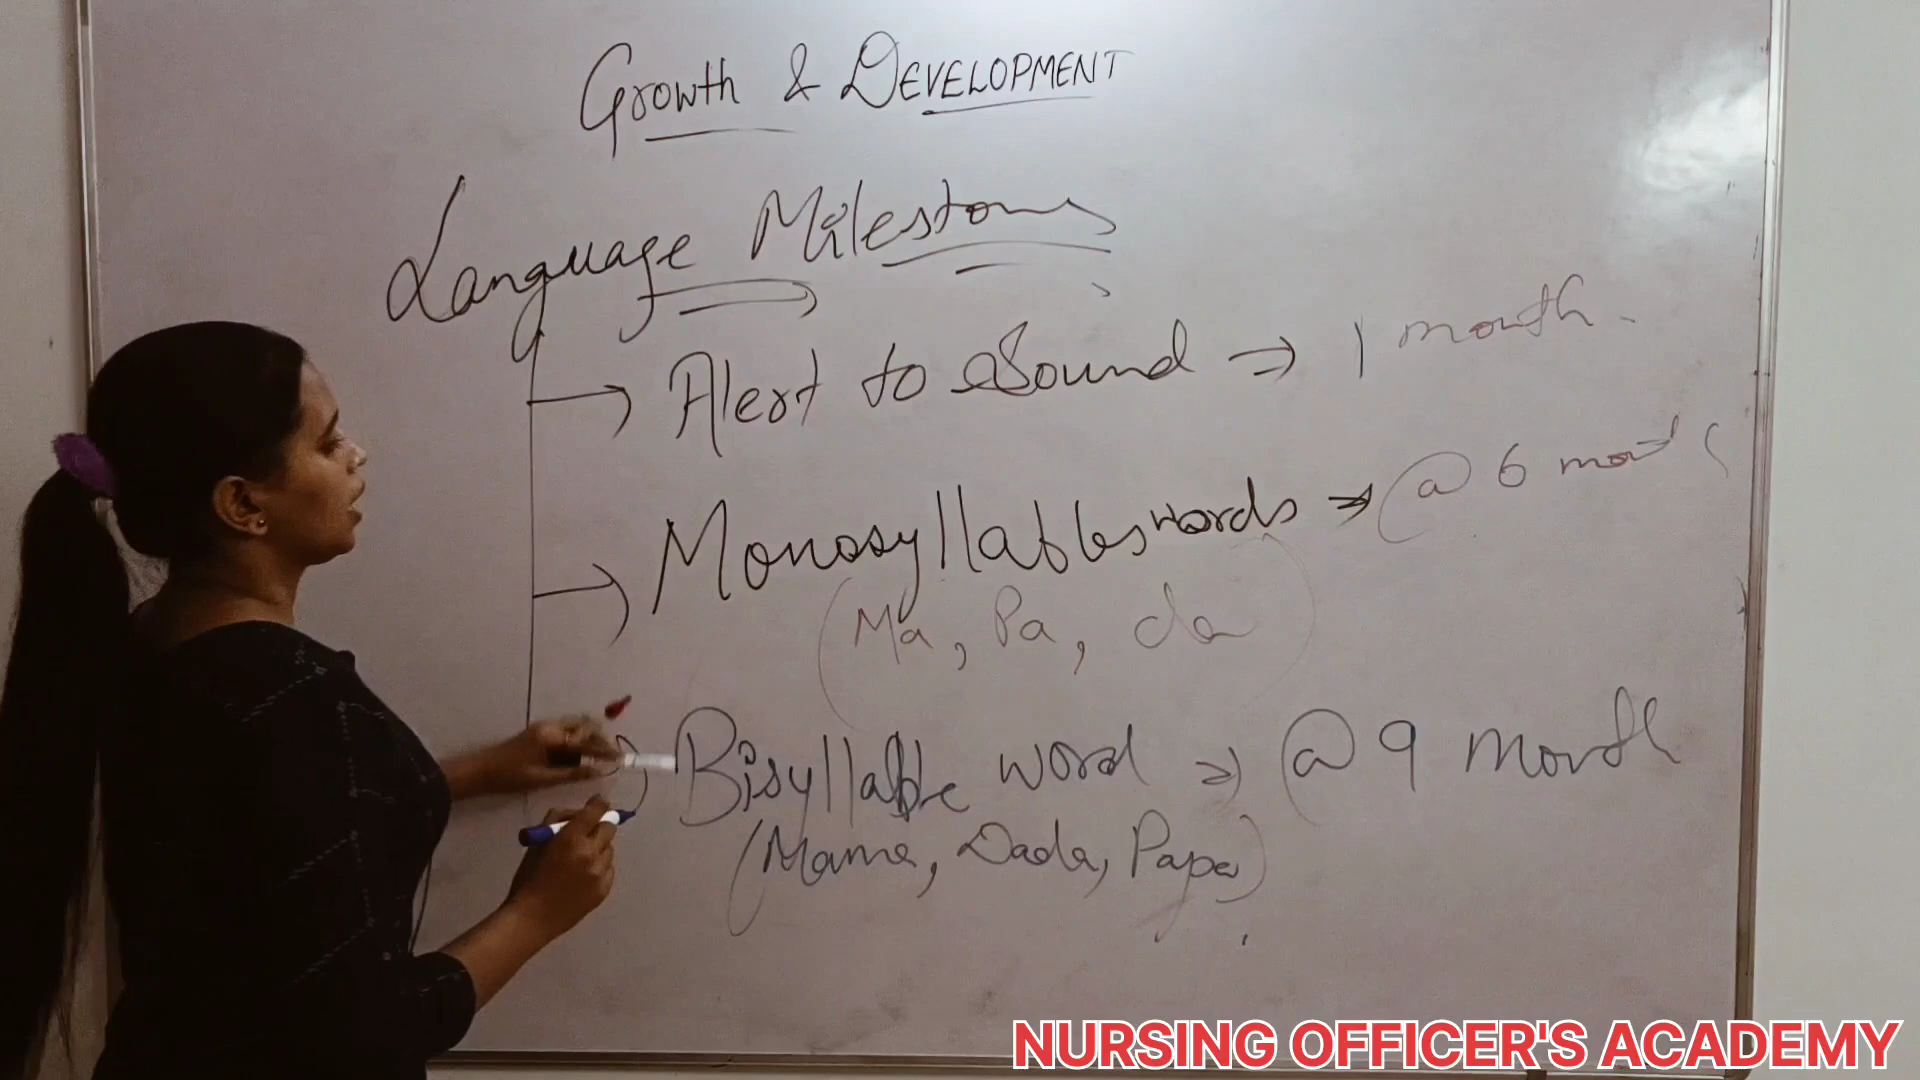 Growth & DEVELOPMENT
Language Milestones
→ Alert to Sound ⇒ 1 month.
→ Monosyllables words ⇒ @ 6 month
(Ma, Pa, da)
→ Bisyllable word ⇒ @ 9 month
(Mama, Dada, Papa)
NURSING OFFICER'S ACADEMY